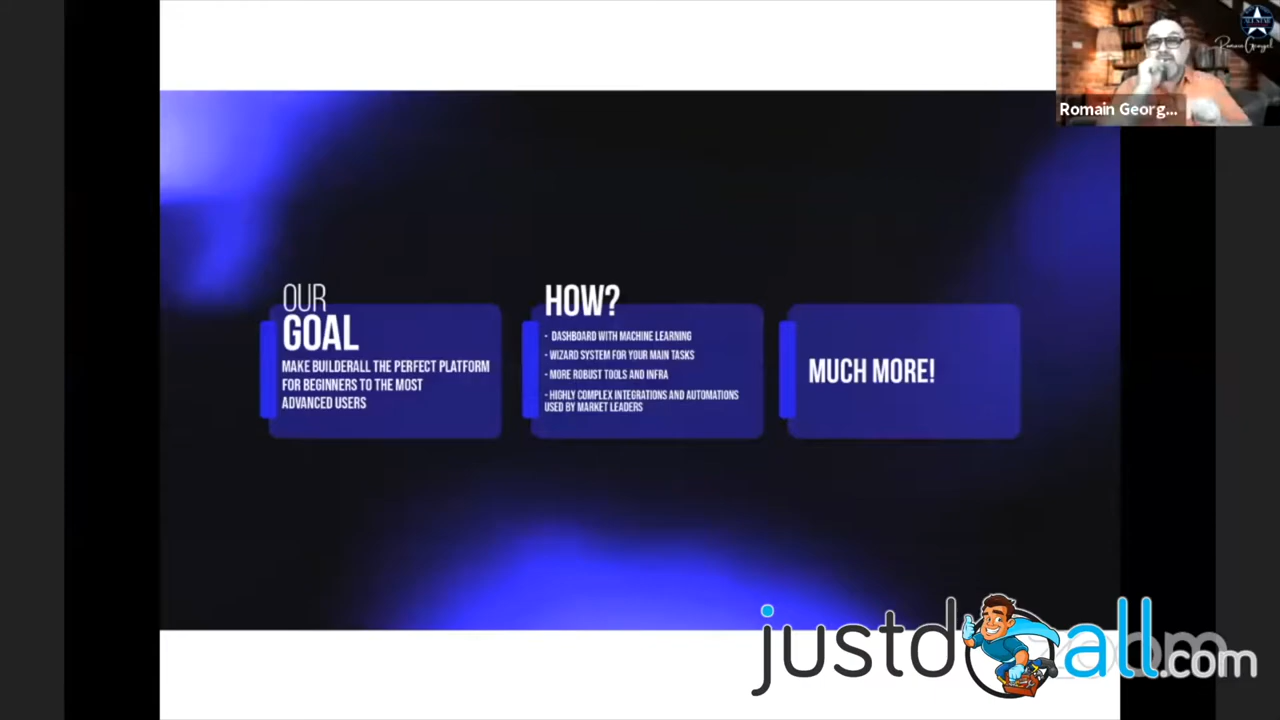 Romain Georg...
OUR
GOAL
MAKE BUILDERALL THE PERFECT PLATFORM
FOR BEGINNERS TO THE MOST
ADVANCED USERS
HOW?
- DASHBOARD WITH MACHINE LEARNING
- WIZARD SYSTEM FOR YOUR MAIN TASKS
- MORE ROBUST TOOLS AND INFRA
- HIGHLY COMPLEX INTEGRATIONS AND AUTOMATIONS
USED BY MARKET LEADERS
MUCH MORE!
justdoall.com
zoom